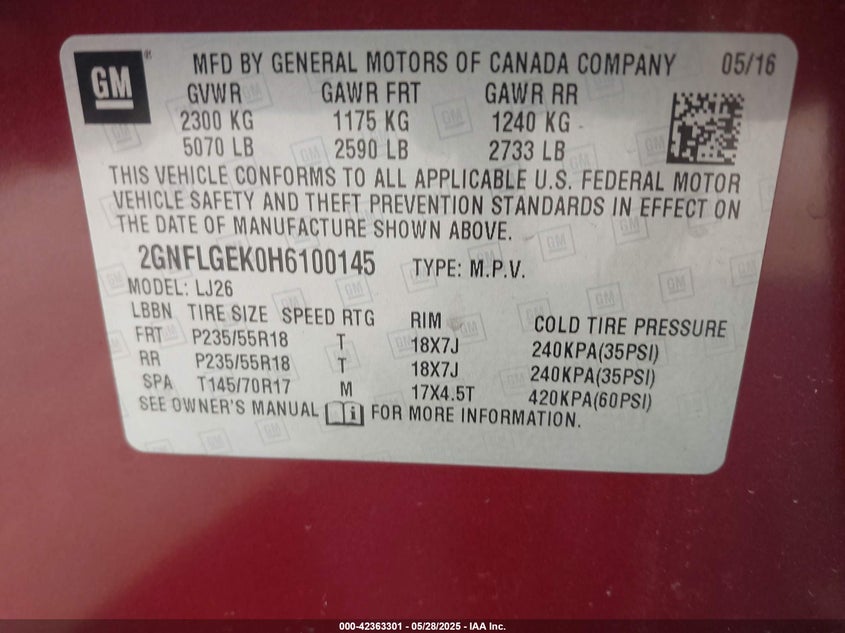 GM ® MFD BY GENERAL MOTORS OF CANADA COMPANY 05/16
GVWR GAWR FRT GAWR RR
2300 KG 1175 KG 1240 KG
5070 LB 2590 LB 2733 LB
THIS VEHICLE CONFORMS TO ALL APPLICABLE U.S. FEDERAL MOTOR
VEHICLE SAFETY AND THEFT PREVENTION STANDARDS IN EFFECT ON
THE DATE OF MANUFACTURE SHOWN ABOVE.
2GNFLGEK0H6100145 TYPE: M.P.V.
MODEL: LJ26
LBBN TIRE SIZE SPEED RTG RIM COLD TIRE PRESSURE
FRT P235/55R18 T 18X7J 240KPA(35PSI)
RR P235/55R18 T 18X7J 240KPA(35PSI)
SPA T145/70R17 M 17X4.5T 420KPA(60PSI)
SEE OWNER'S MANUAL FOR MORE INFORMATION.
000-42363301 - 05/28/2025 - IAA Inc.